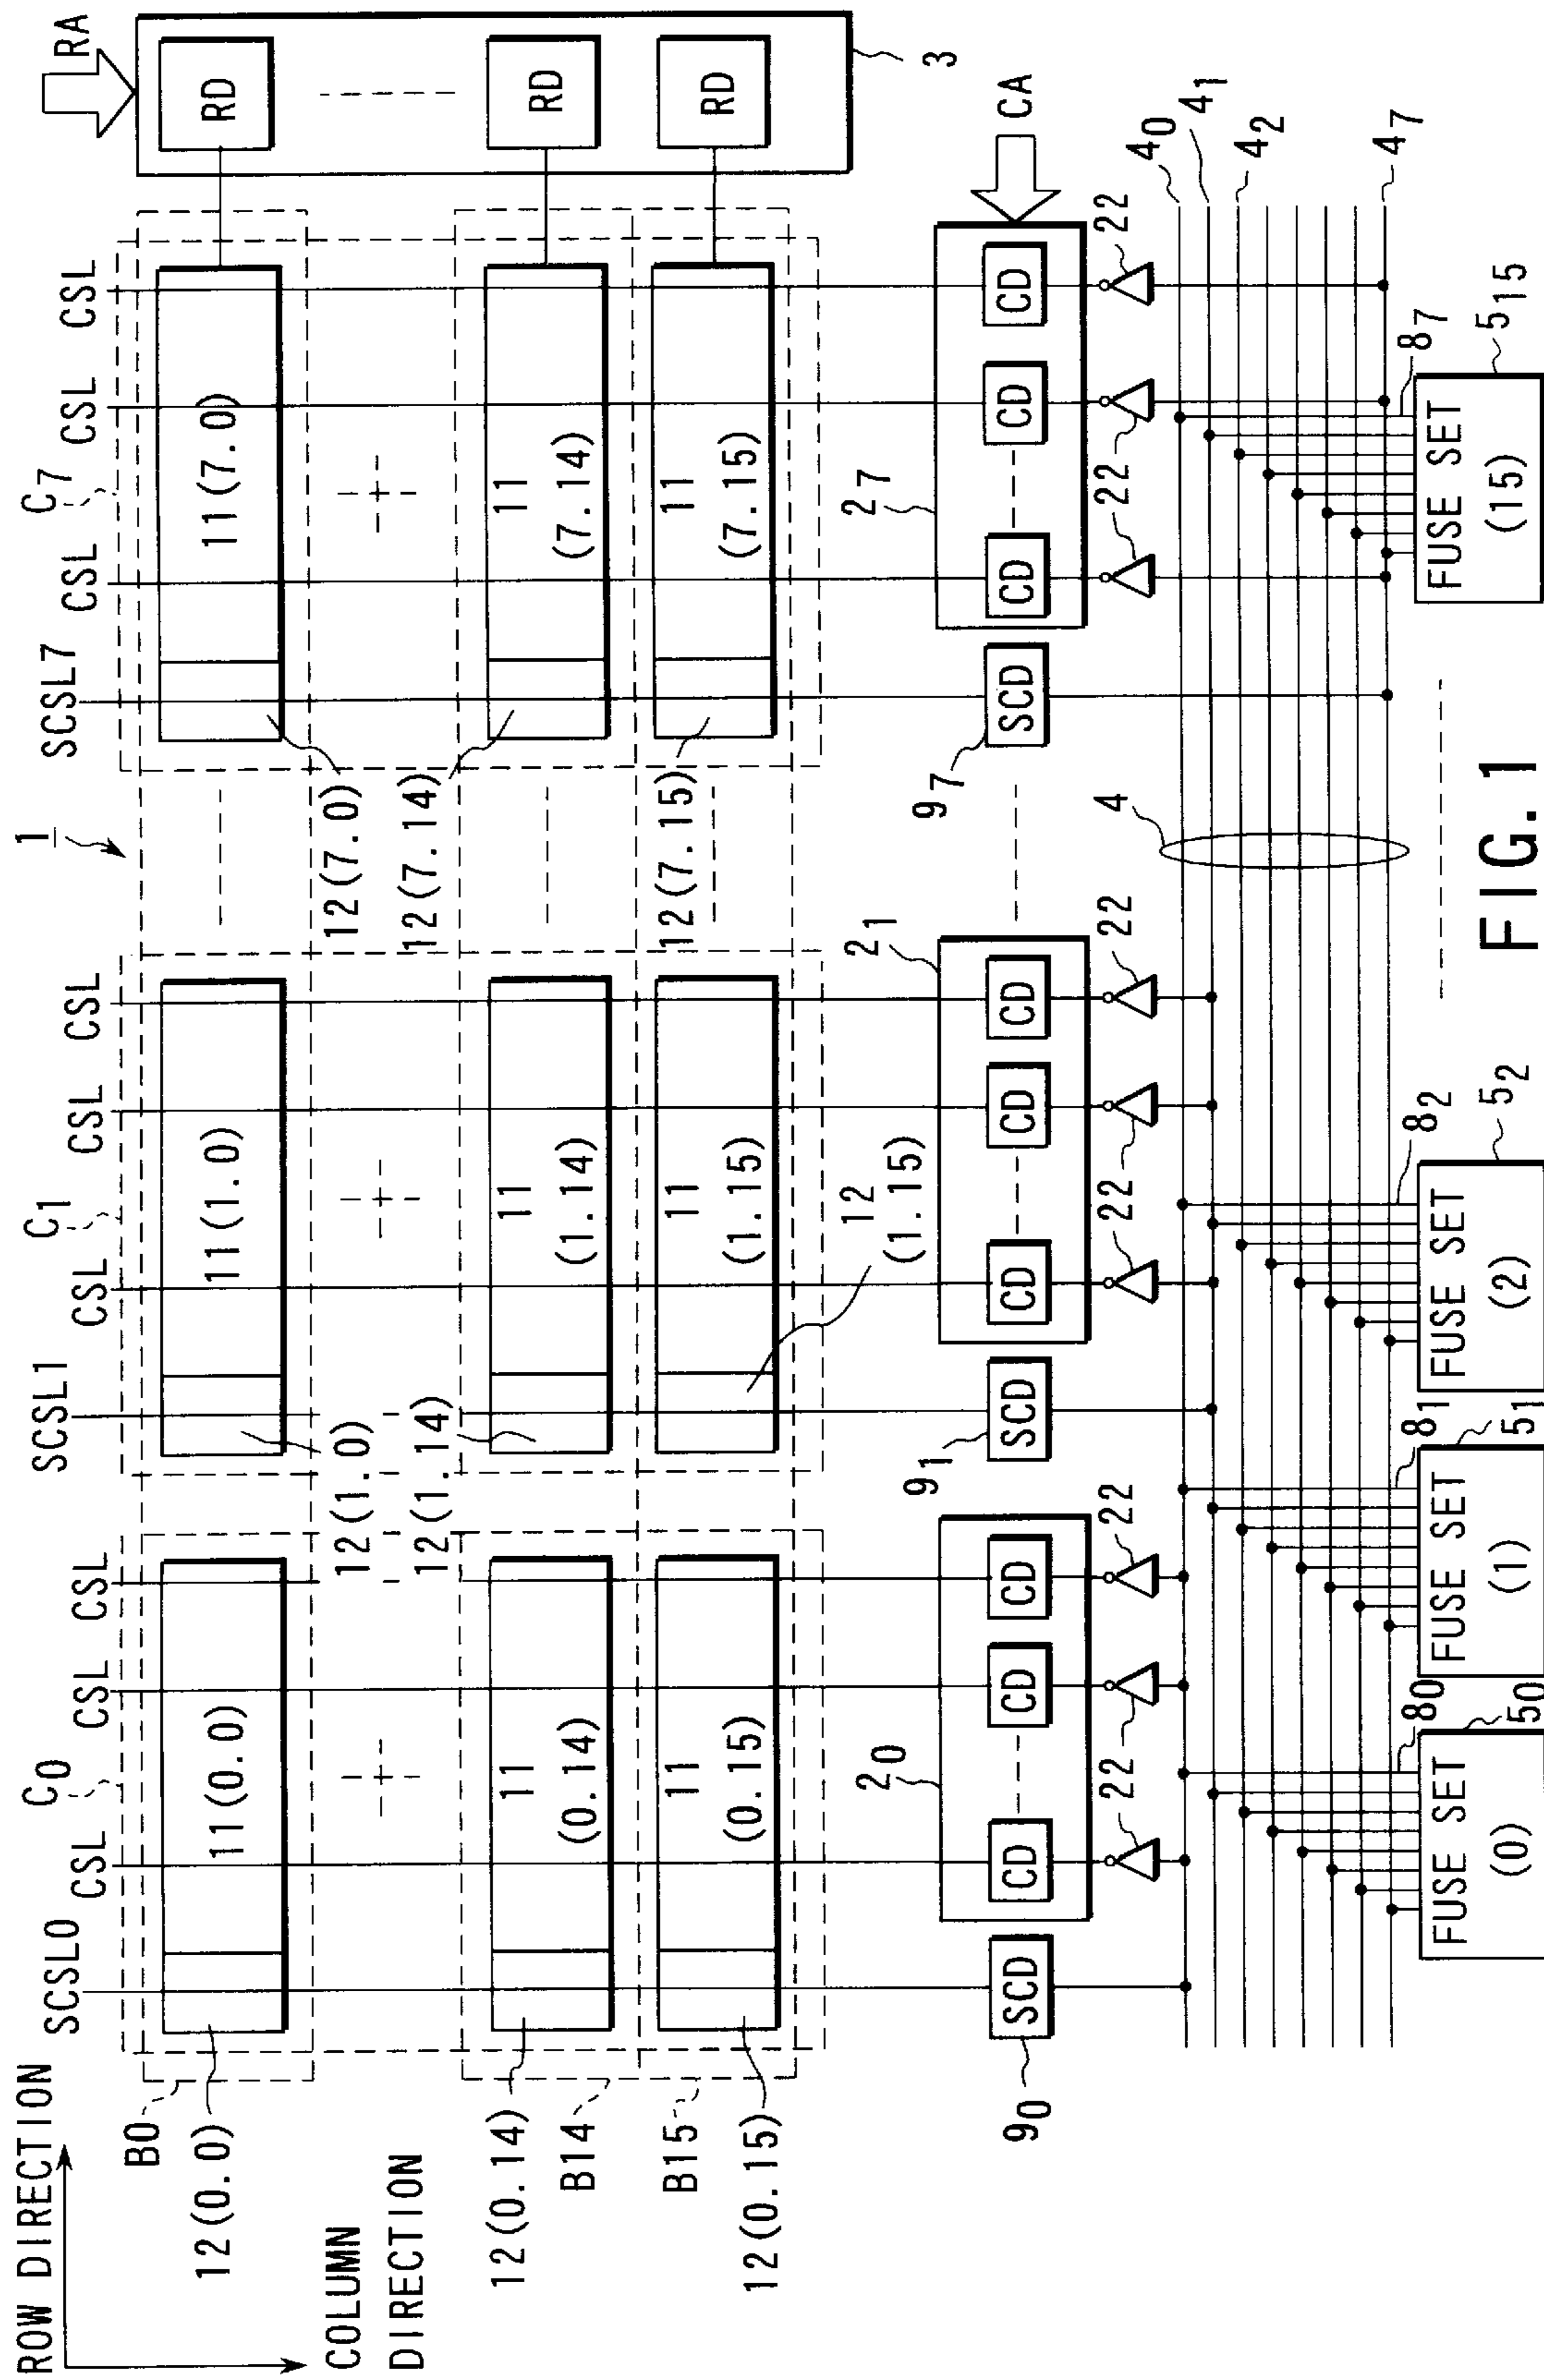 ROW DIRECTION
COLUMN
DIRECTION
1
C0
C1
C7
SCSL0
CSL
CSL
CSL
SCSL1
CSL
CSL
CSL
SCSL7
CSL
CSL
CSL
RA
B0
12(0.0)
11(0.0)
12(1.0)
11(1.0)
12(7.0)
11(7.0)
RD
12(0.14)
B14
11
(0.14)
12(1.14)
11
(1.14)
12(7.14)
11
(7.14)
RD
B15
12(0.15)
11
(0.15)
12
(1.15)
11
(1.15)
12(7.15)
11
(7.15)
RD
3
20
21
27
CA
90
SCD
CD
CD
CD
91
SCD
CD
CD
CD
97
SCD
CD
CD
CD
22
22
22
22
22
22
4
40
41
42
47
80
50
81
51
82
52
87
515
FUSE SET
(0)
FUSE SET
(1)
FUSE SET
(2)
FUSE SET
(15)
FIG. 1